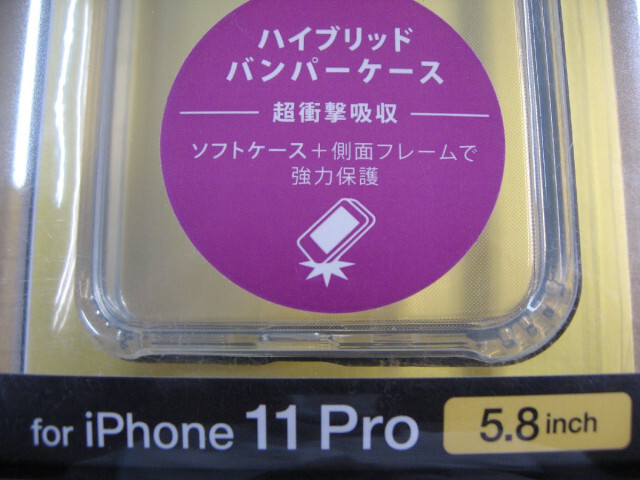 ハイブリッド
バンパーケース
超衝撃吸収
ソフトケース+側面フレームで
強力保護
for iPhone 11 Pro 5.8 inch